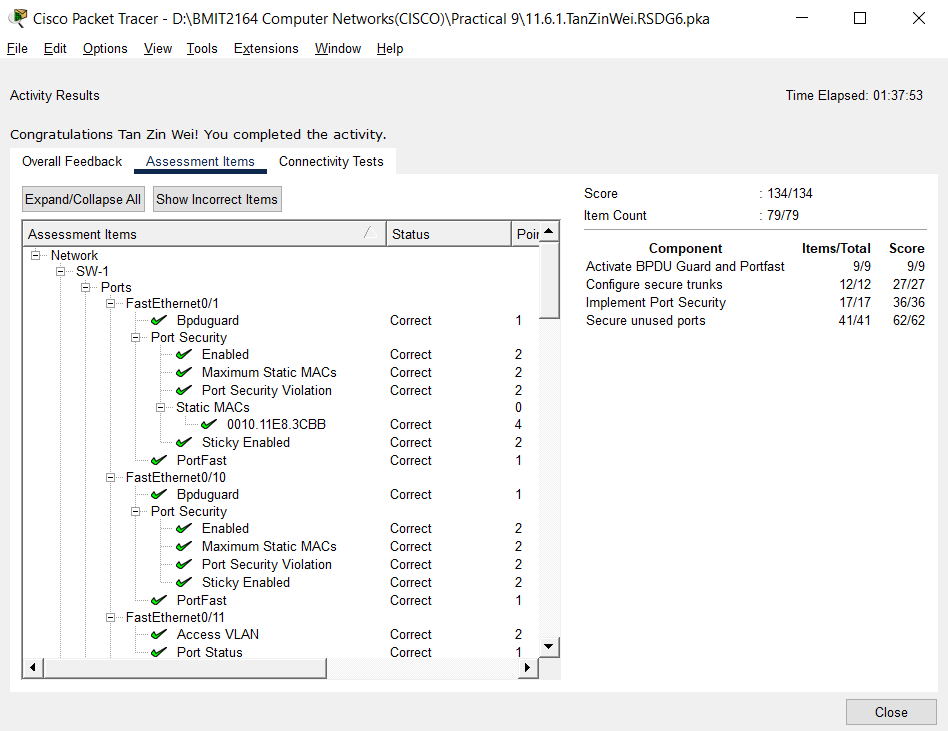 Cisco Packet Tracer - D:\BMIT2164 Computer Networks(CISCO)\Practical 9\11.6.1.TanZinWei.RSDG6.pka
File Edit Options View Tools Extensions Window Help
Activity Results Time Elapsed: 01:37:53
Congratulations Tan Zin Wei! You completed the activity.
Overall Feedback Assessment Items Connectivity Tests
Expand/Collapse All Show Incorrect Items
Assessment Items Status Poin
Network
SW-1
Ports
FastEthernet0/1
Bpduguard Correct 1
Port Security
Enabled Correct 2
Maximum Static MACs Correct 2
Port Security Violation Correct 2
Static MACs 0
0010.11E8.3CBB Correct 4
Sticky Enabled Correct 2
PortFast Correct 1
FastEthernet0/10
Bpduguard Correct 1
Port Security
Enabled Correct 2
Maximum Static MACs Correct 2
Port Security Violation Correct 2
Sticky Enabled Correct 2
PortFast Correct 1
FastEthernet0/11
Access VLAN Correct 2
Port Status Correct 1
Score : 134/134
Item Count : 79/79
Component Items/Total Score
Activate BPDU Guard and Portfast 9/9 9/9
Configure secure trunks 12/12 27/27
Implement Port Security 17/17 36/36
Secure unused ports 41/41 62/62
Close